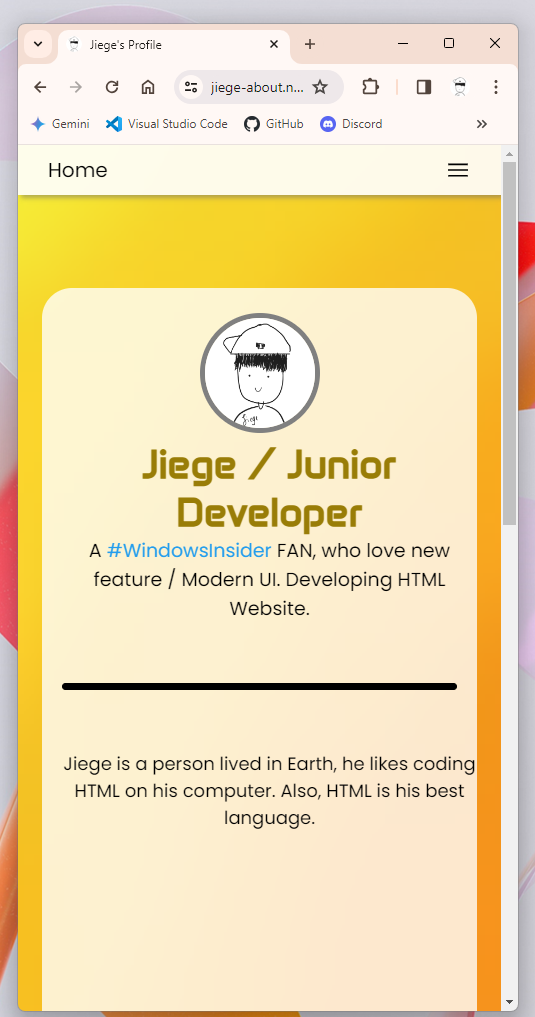 Jiege's Profile
jiege-about.n...
Gemini
Visual Studio Code
GitHub
Discord
Home
Jiege
Jiege / Junior
Developer
A #WindowsInsider FAN, who love new
feature / Modern UI. Developing HTML
Website.
Jiege is a person lived in Earth, he likes coding
HTML on his computer. Also, HTML is his best
language.